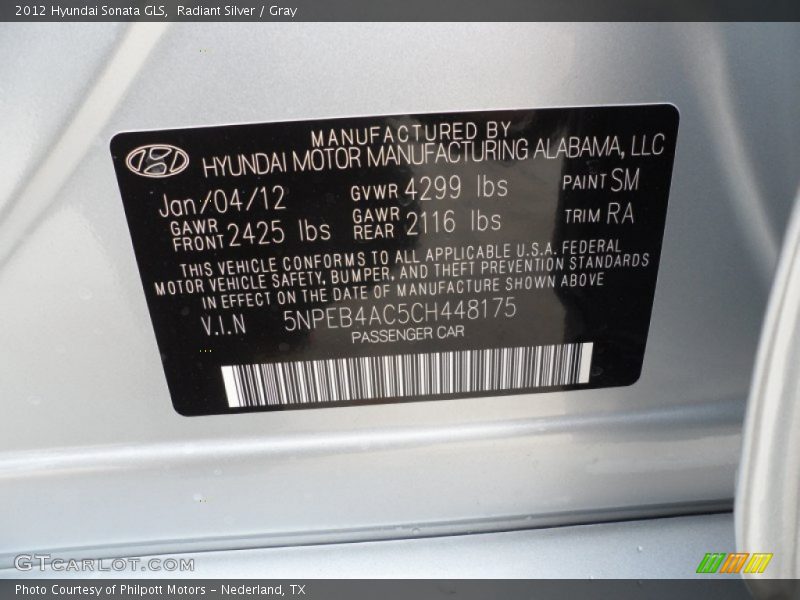 2012 Hyundai Sonata GLS, Radiant Silver / Gray
MANUFACTURED BY
HYUNDAI MOTOR MANUFACTURING ALABAMA, LLC
Jan/04/12 GVWR 4299 lbs PAINT SM
GAWR FRONT 2425 lbs GAWR REAR 2116 lbs TRIM RA
THIS VEHICLE CONFORMS TO ALL APPLICABLE U.S.A. FEDERAL
MOTOR VEHICLE SAFETY, BUMPER, AND THEFT PREVENTION STANDARDS
IN EFFECT ON THE DATE OF MANUFACTURE SHOWN ABOVE
V.I.N 5NPEB4AC5CH448175
PASSENGER CAR
GTCARLOT.COM
Photo Courtesy of Philpott Motors - Nederland, TX